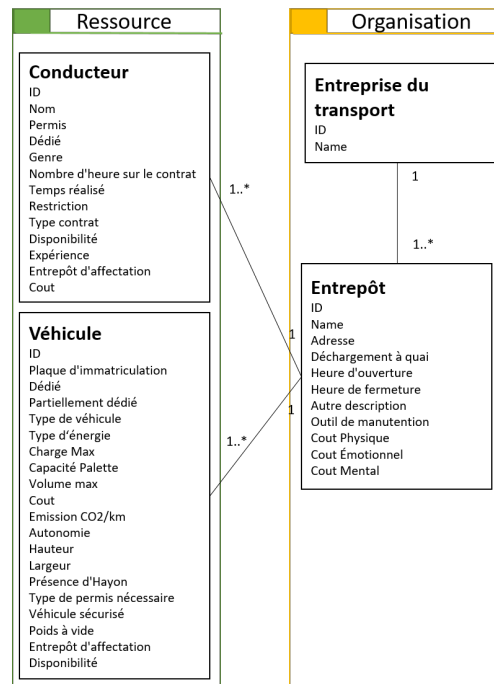 Ressource
Conducteur
ID
Nom
Permis
Dédié
Genre
Nombre d'heure sur le contrat
Temps réalisé
Restriction
Type contrat
Disponibilité
Expérience
Entrepôt d'affectation
Cout
Véhicule
ID
Plaque d'immatriculation
Dédié
Partiellement dédié
Type de véhicule
Type d'énergie
Charge Max
Capacité Palette
Volume max
Cout
Emission CO2/km
Autonomie
Hauteur
Largeur
Présence d'Hayon
Type de permis nécessaire
Véhicule sécurisé
Poids à vide
Entrepôt d'affectation
Disponibilité
1..*
1
1..*
1
Organisation
Entreprise du
transport
ID
Name
1
1..*
Entrepôt
ID
Name
Adresse
Déchargement à quai
Heure d'ouverture
Heure de fermeture
Autre description
Outil de manutention
Cout Physique
Cout Émotionnel
Cout Mental